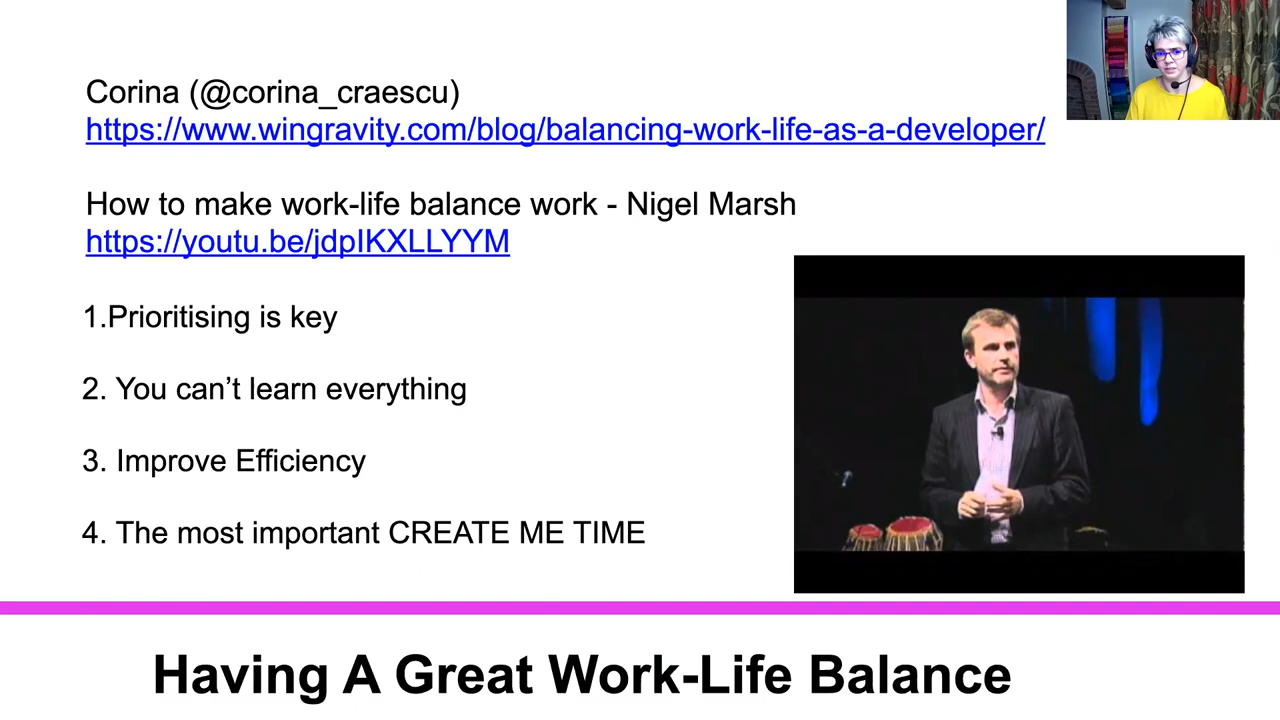 Corina (@corina_craescu)
https://www.wingravity.com/blog/balancing-work-life-as-a-developer/
How to make work-life balance work - Nigel Marsh
https://youtu.be/jdpIKXLLYYM
1.Prioritising is key
2. You can’t learn everything
3. Improve Efficiency
4. The most important CREATE ME TIME
Having A Great Work-Life Balance